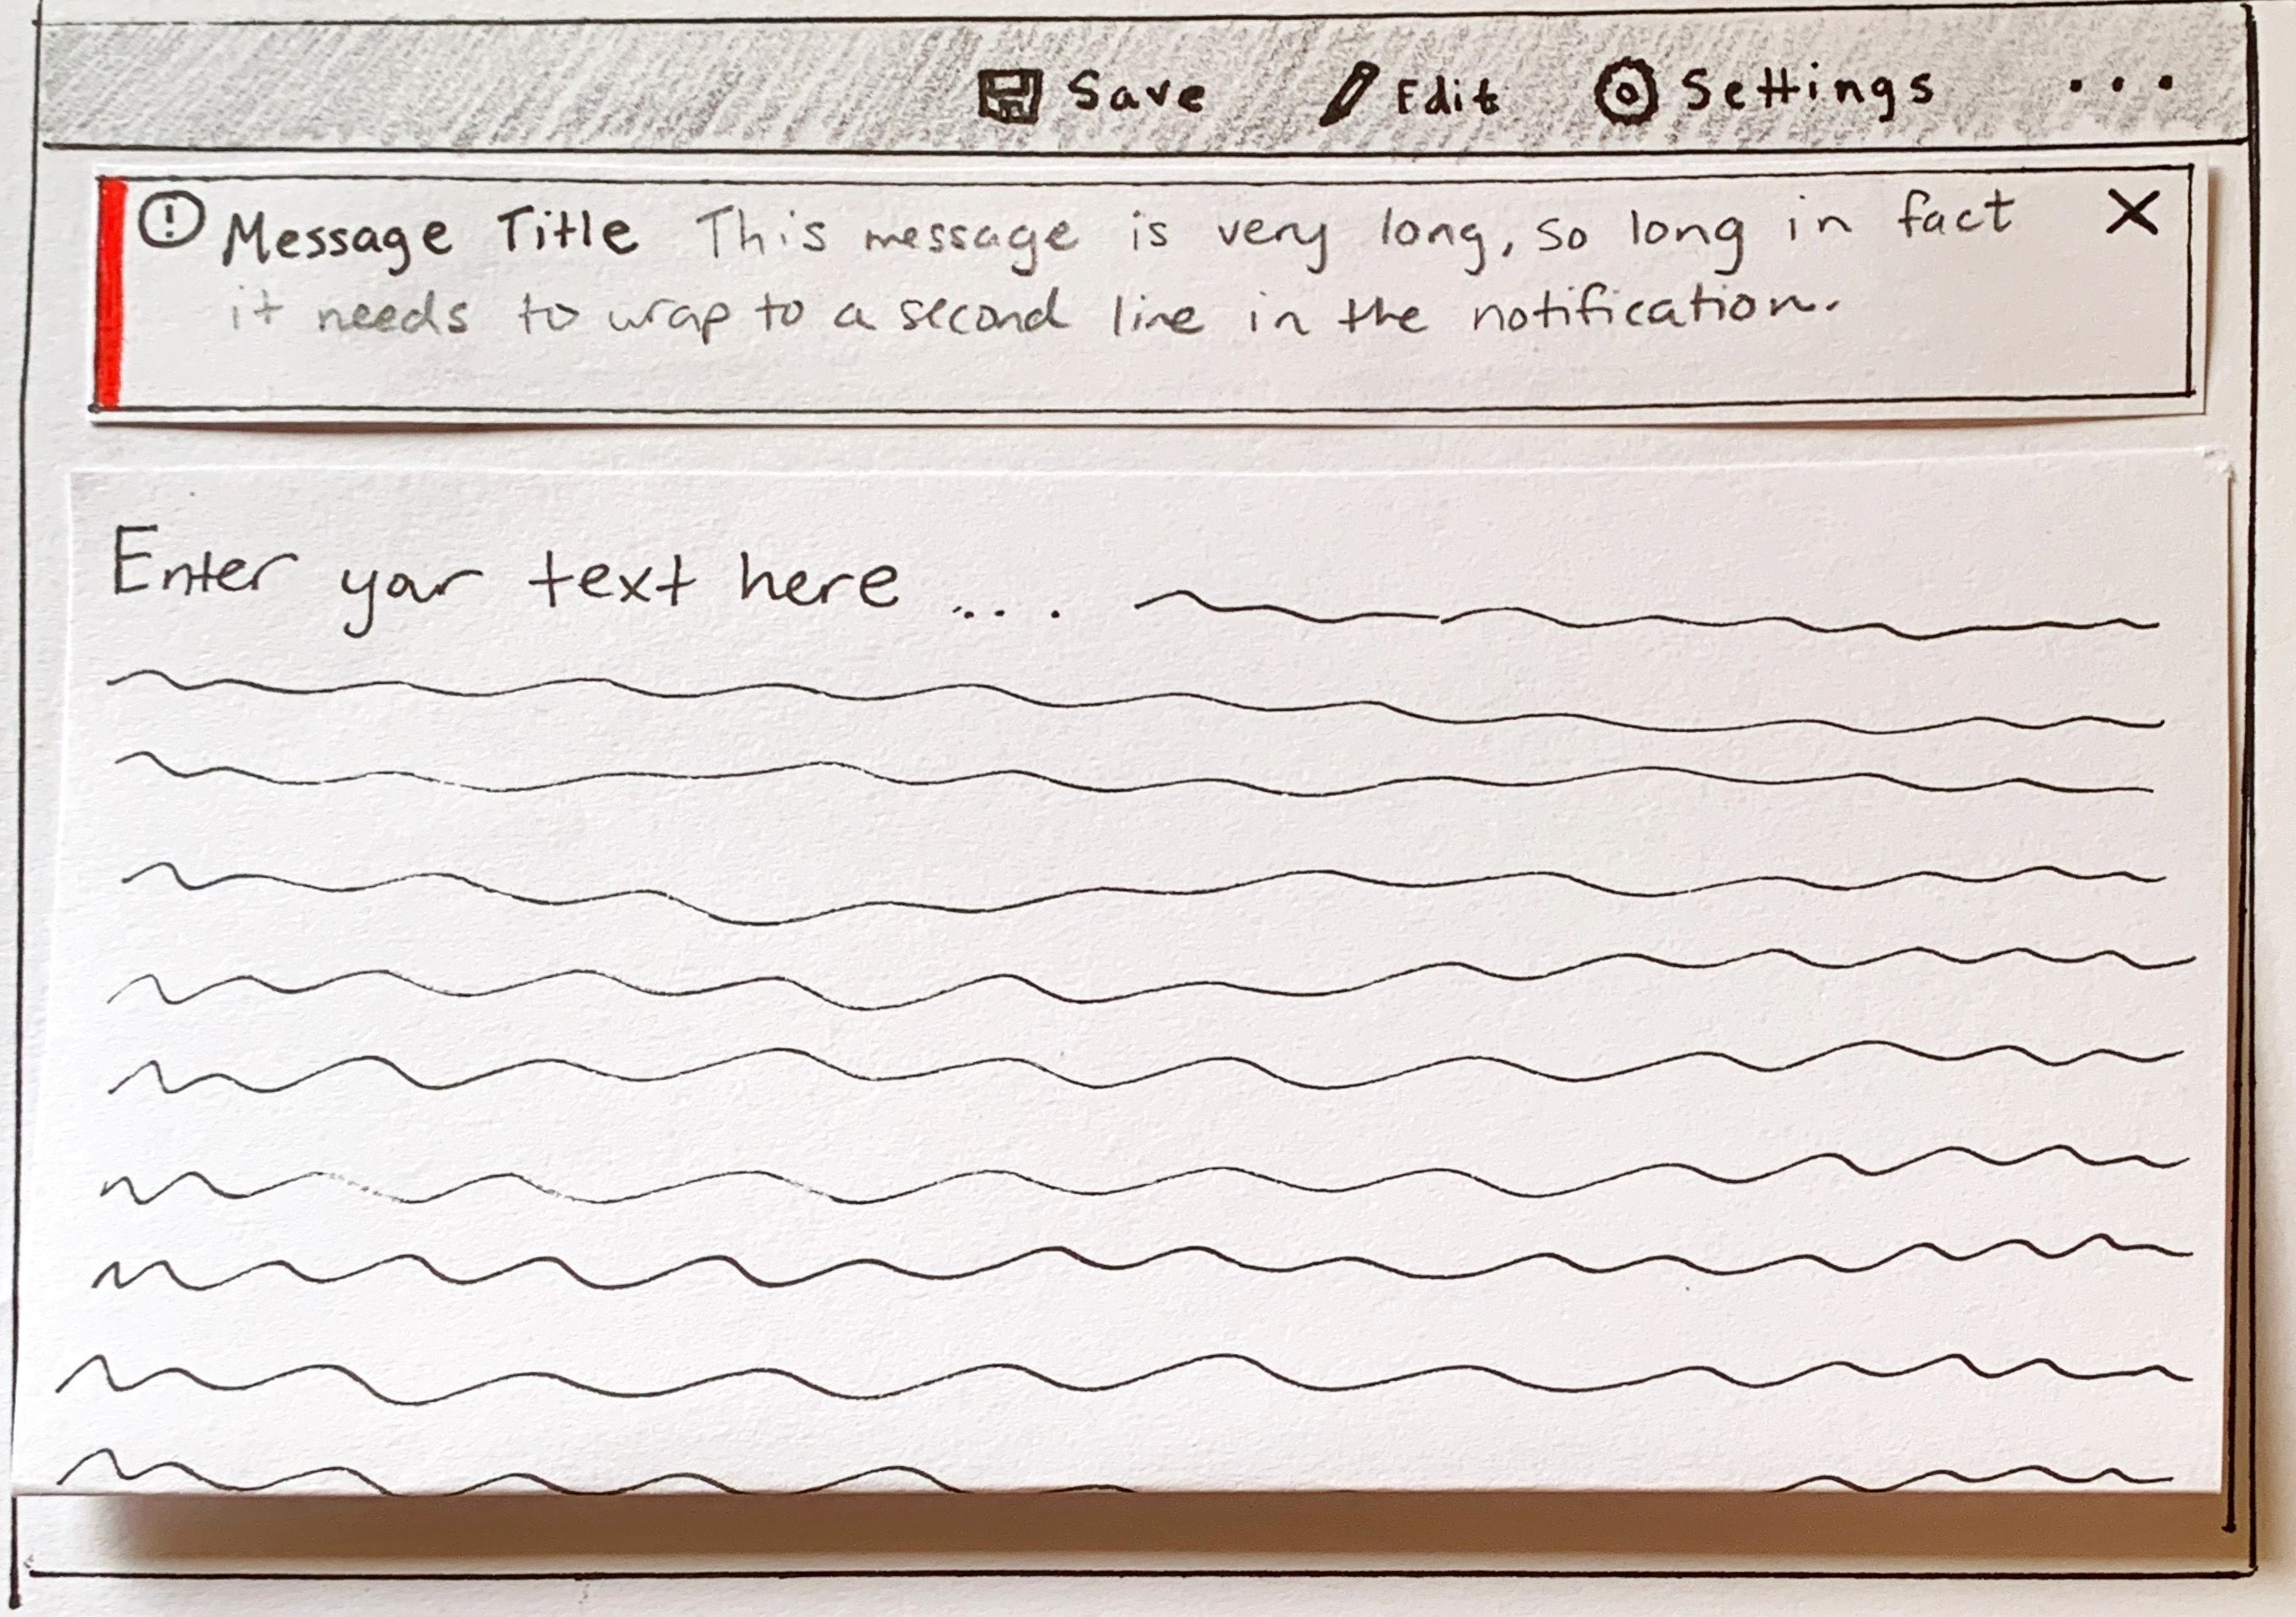 Save Edit Settings ...
Message Title This message is very long, so long in fact
it needs to wrap to a second line in the notification.
Enter your text here ...